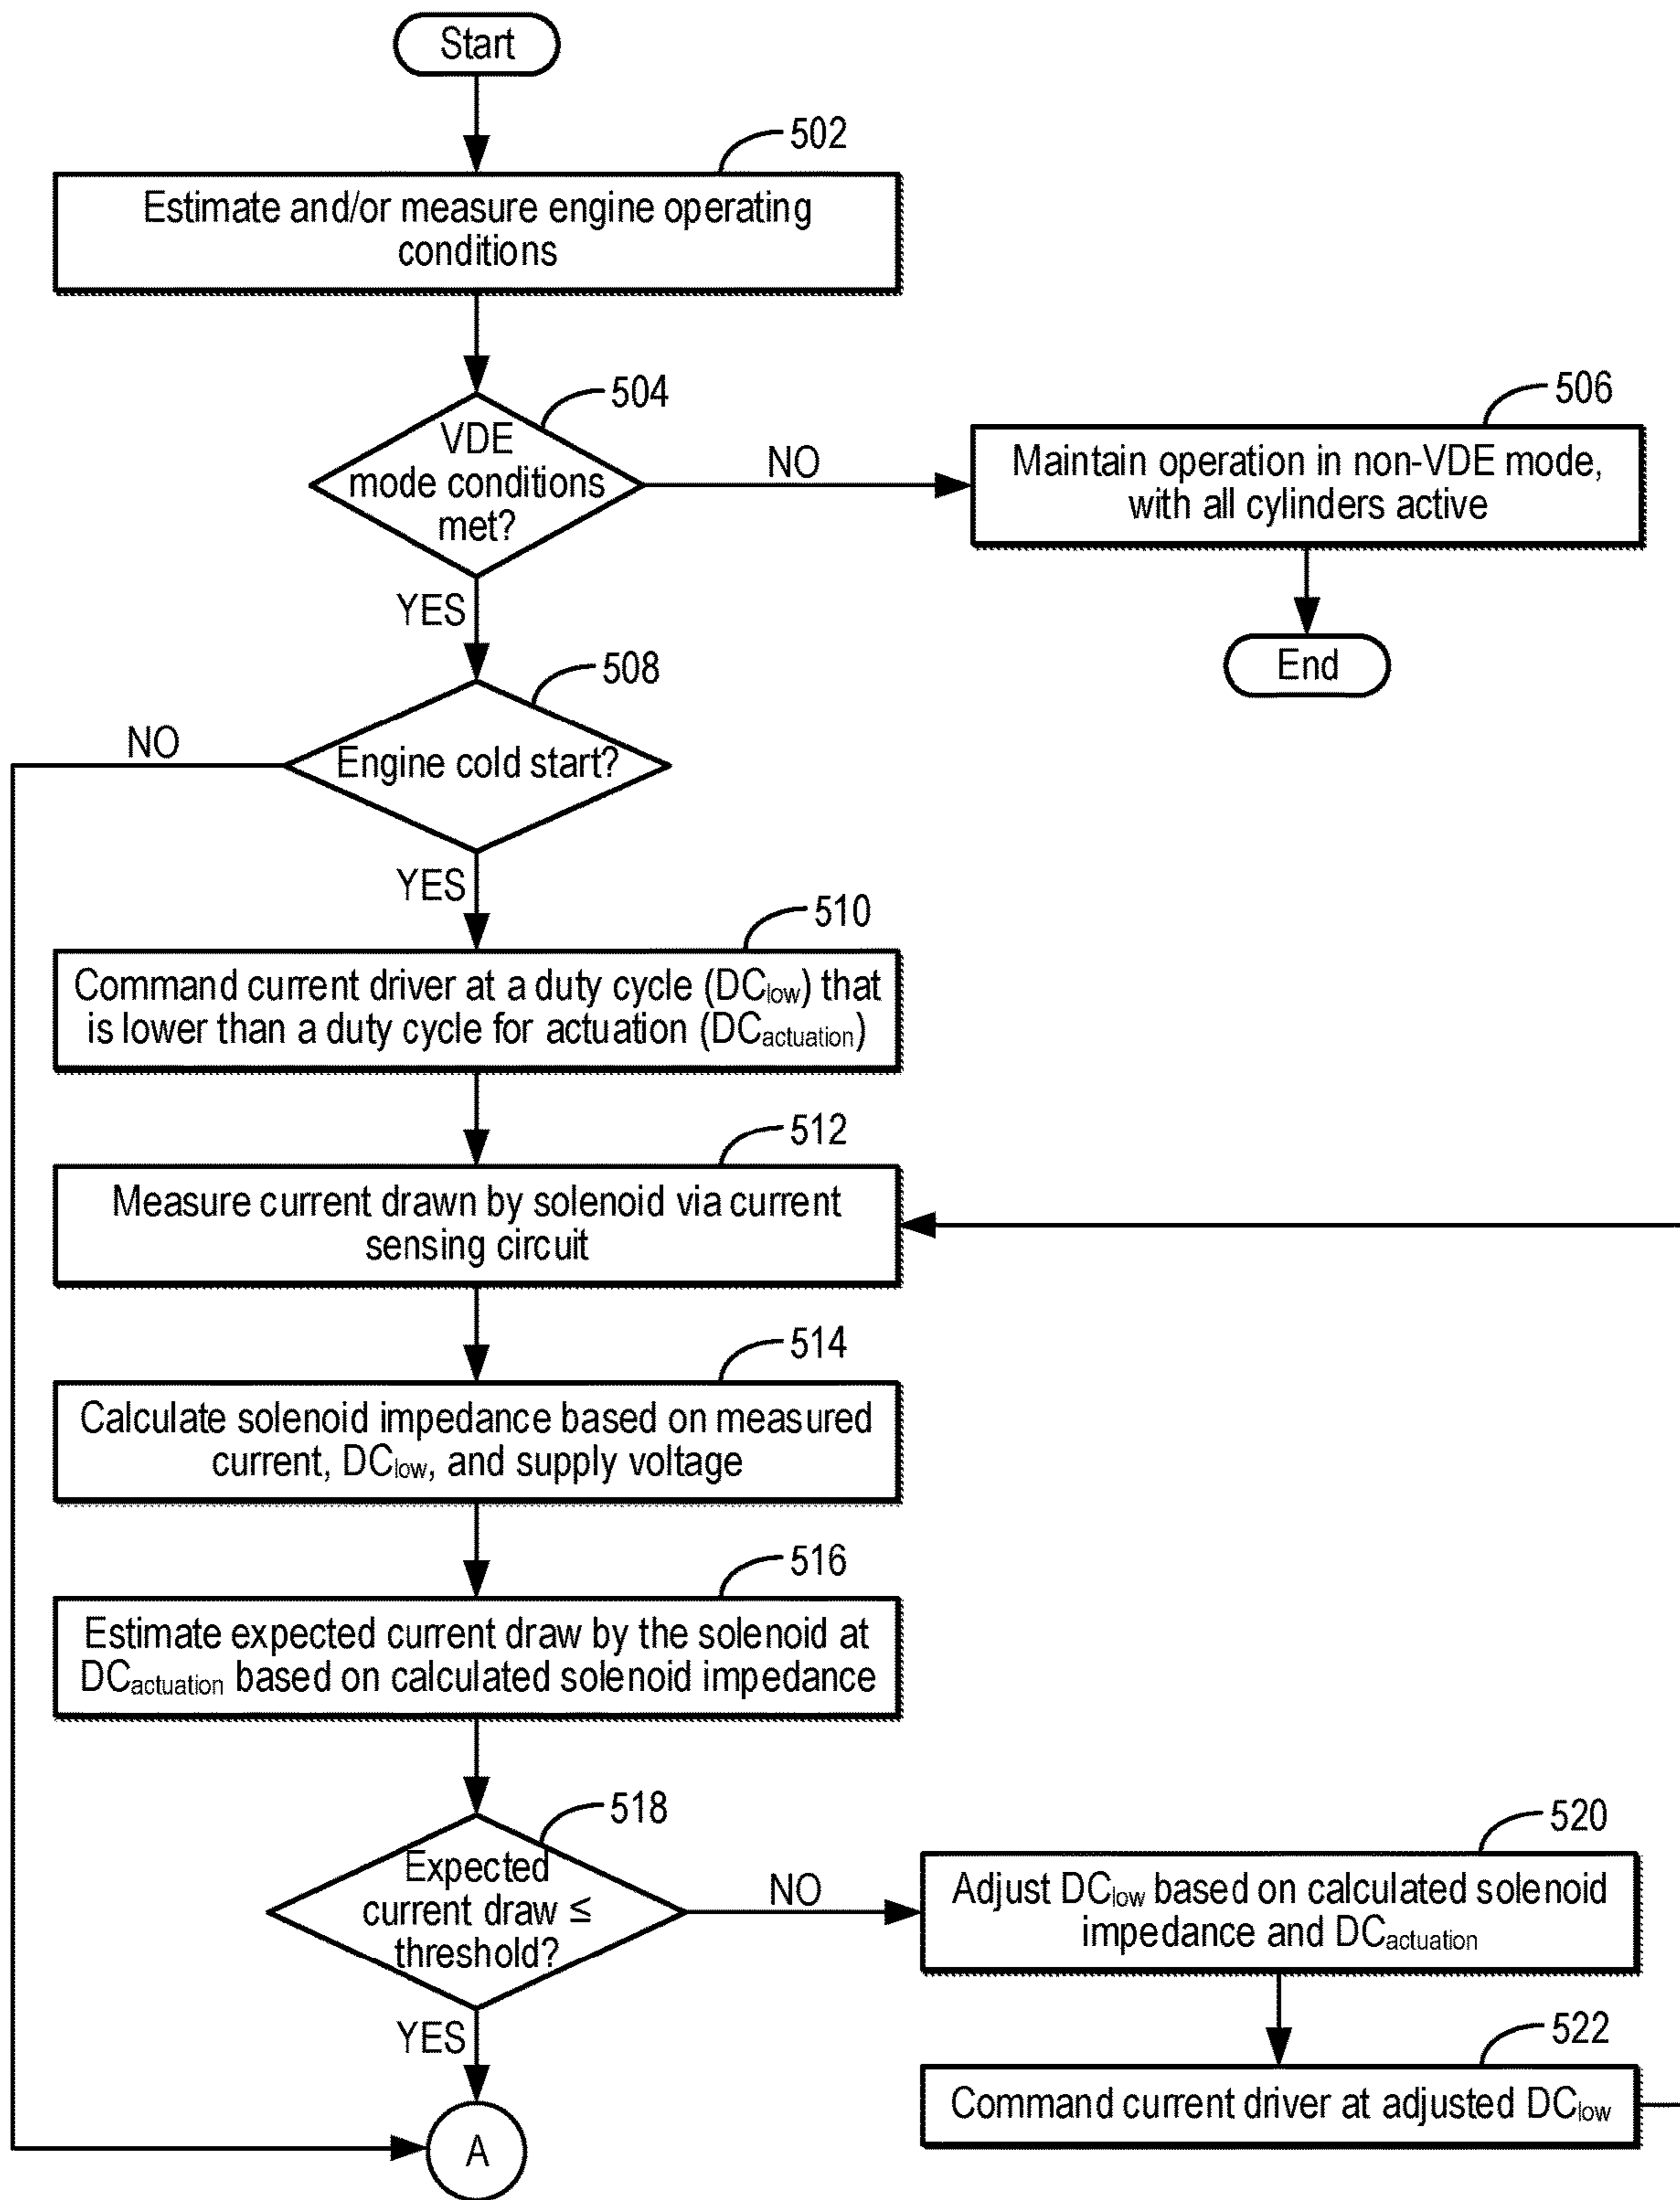 Start
502
Estimate and/or measure engine operating
conditions
504
VDE
mode conditions
met?
NO
506
Maintain operation in non-VDE mode,
with all cylinders active
End
YES
508
Engine cold start?
NO
YES
510
Command current driver at a duty cycle (DClow) that
is lower than a duty cycle for actuation (DCactuation)
512
Measure current drawn by solenoid via current
sensing circuit
514
Calculate solenoid impedance based on measured
current, DClow, and supply voltage
516
Estimate expected current draw by the solenoid at
DCactuation based on calculated solenoid impedance
518
Expected
current draw ≤
threshold?
NO
520
Adjust DClow based on calculated solenoid
impedance and DCactuation
YES
522
Command current driver at adjusted DClow
A